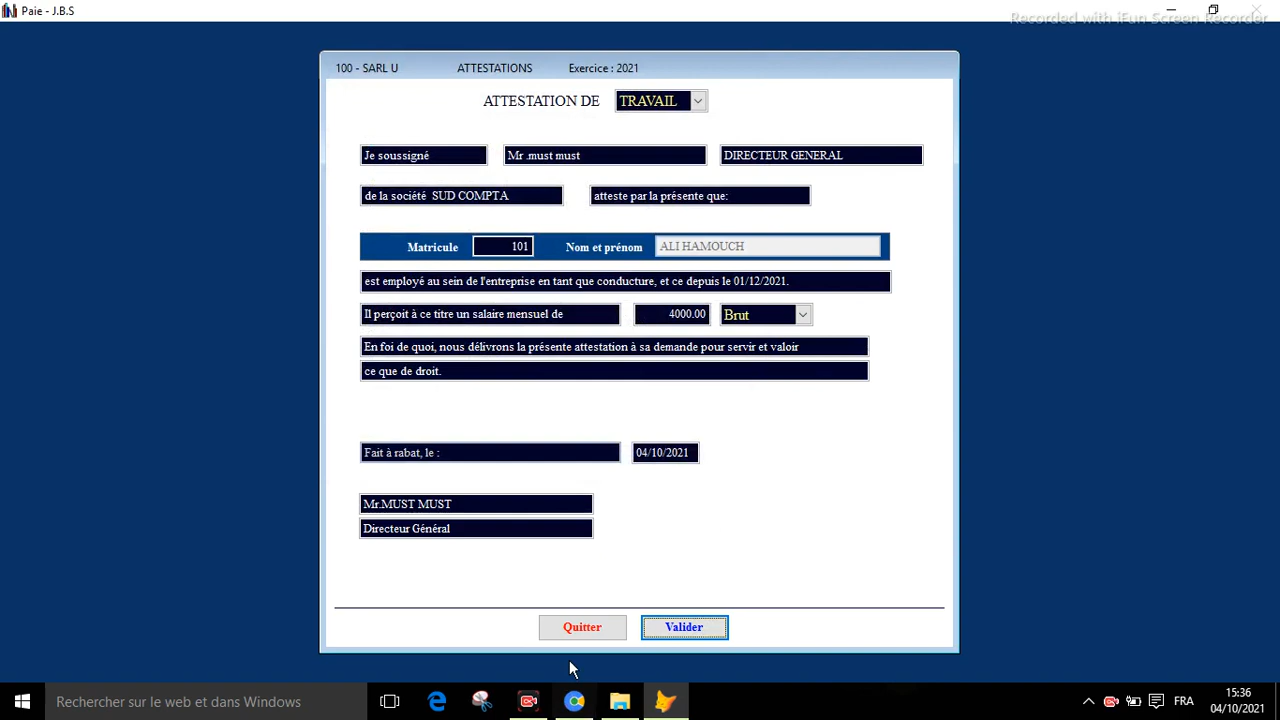 Paie - J.B.S
Recorded with iFun Screen Recorder
100 - SARL U ATTESTATIONS Exercice : 2021
ATTESTATION DE TRAVAIL
Je soussigné Mr .must must DIRECTEUR GENERAL
de la société SUD COMPTA atteste par la présente que:
Matricule 101 Nom et prénom ALI HAMOUCH
est employé au sein de l'entreprise en tant que conducture, et ce depuis le 01/12/2021.
Il perçoit à ce titre un salaire mensuel de 4000.00 Brut
En foi de quoi, nous délivrons la présente attestation à sa demande pour servir et valoir
ce que de droit.
Fait à rabat, le : 04/10/2021
Mr.MUST MUST
Directeur Général
Quitter Valider
Rechercher sur le web et dans Windows FRA 15:36
04/10/2021